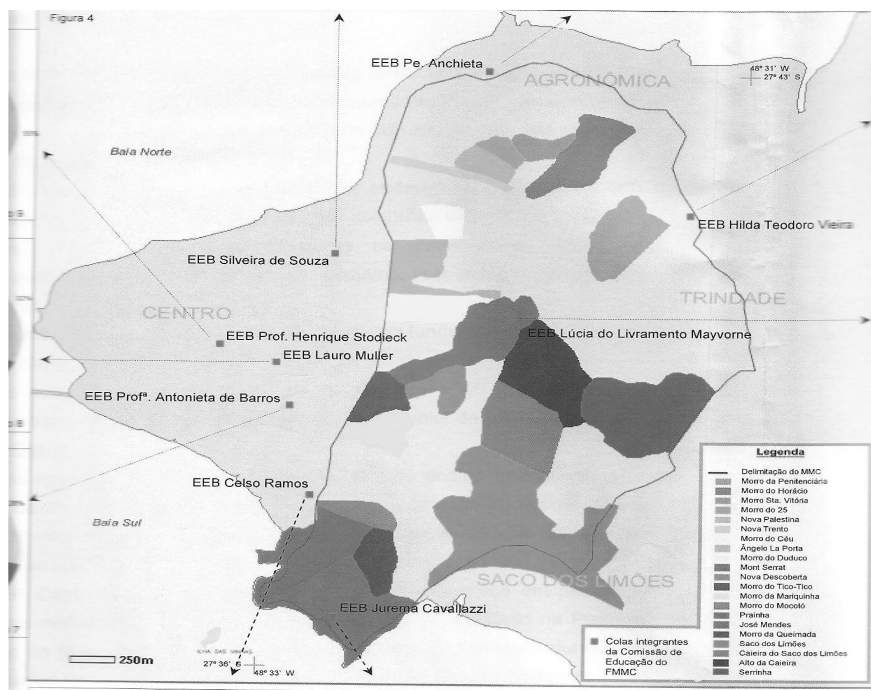 Figura 4
EEB Pe. Anchieta
AGRONÔMICA
48º 31' W
27º 43' S
Baía Norte
EEB Hilda Teodoro Vieira
EEB Silveira de Souza
TRINDADE
CENTRO
EEB Prof. Henrique Stodieck
EEB Lúcia do Livramento Mayvorne
EEB Lauro Muller
EEB Profª. Antonieta de Barros
EEB Celso Ramos
Baía Sul
SACO DOS LIMÕES
EEB Jurema Cavallazzi
ILHA DAS VINHAS
27º 36' S
48º 33' W
250m
Legenda
Delimitação do MMC
Morro da Penitenciária
Morro do Horácio
Morro Sta. Vitória
Morro do 25
Nova Palestina
Nova Trento
Morro do Céu
Ângelo La Porta
Morro do Duduco
Mont Serrat
Nova Descoberta
Morro do Tico-Tico
Morro da Mariquinha
Morro do Mocotó
Prainha
José Mendes
Morro da Queimada
Saco dos Limões
Caieira do Saco dos Limões
Alto da Caieira
Serrinha
Colas integrantes
da Comissão de
Educação do
FMMC